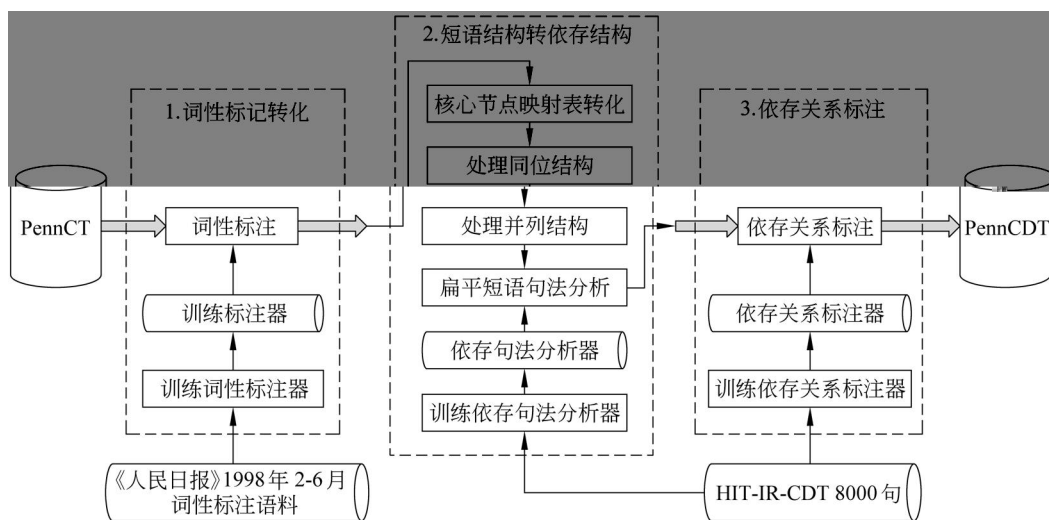 2.短语结构转依存结构
1.词性标记转化
核心节点映射表转化
3.依存关系标注
处理同位结构
PennCT
词性标注
处理并列结构
依存关系标注
PennCDT
扁平短语句法分析
训练标注器
依存句法分析器
依存关系标注器
训练词性标注器
训练依存句法分析器
训练依存关系标注器
《人民日报》1998年2-6月
词性标注语料
HIT-IR-CDT 8000句